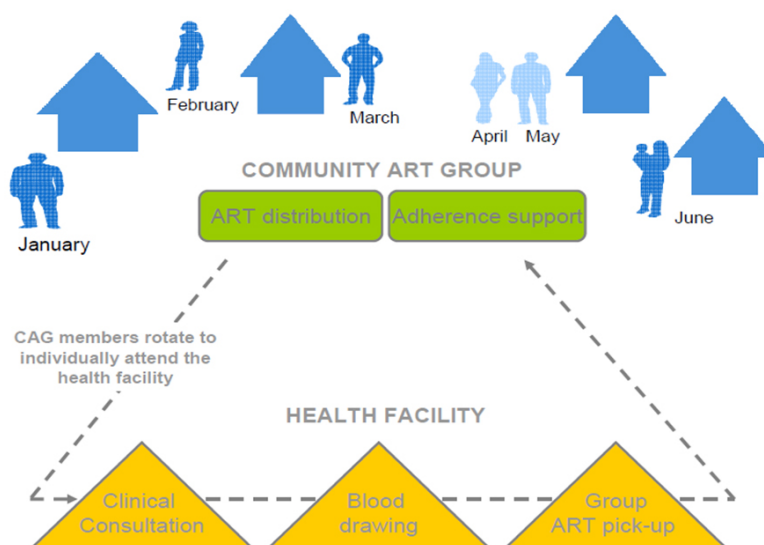 February
March
April
May
COMMUNITY ART GROUP
ART distribution
Adherence support
June
January
CAG members rotate to
individually attend the
health facility
HEALTH FACILITY
Clinical
Consultation
Blood
drawing
Group
ART pick-up